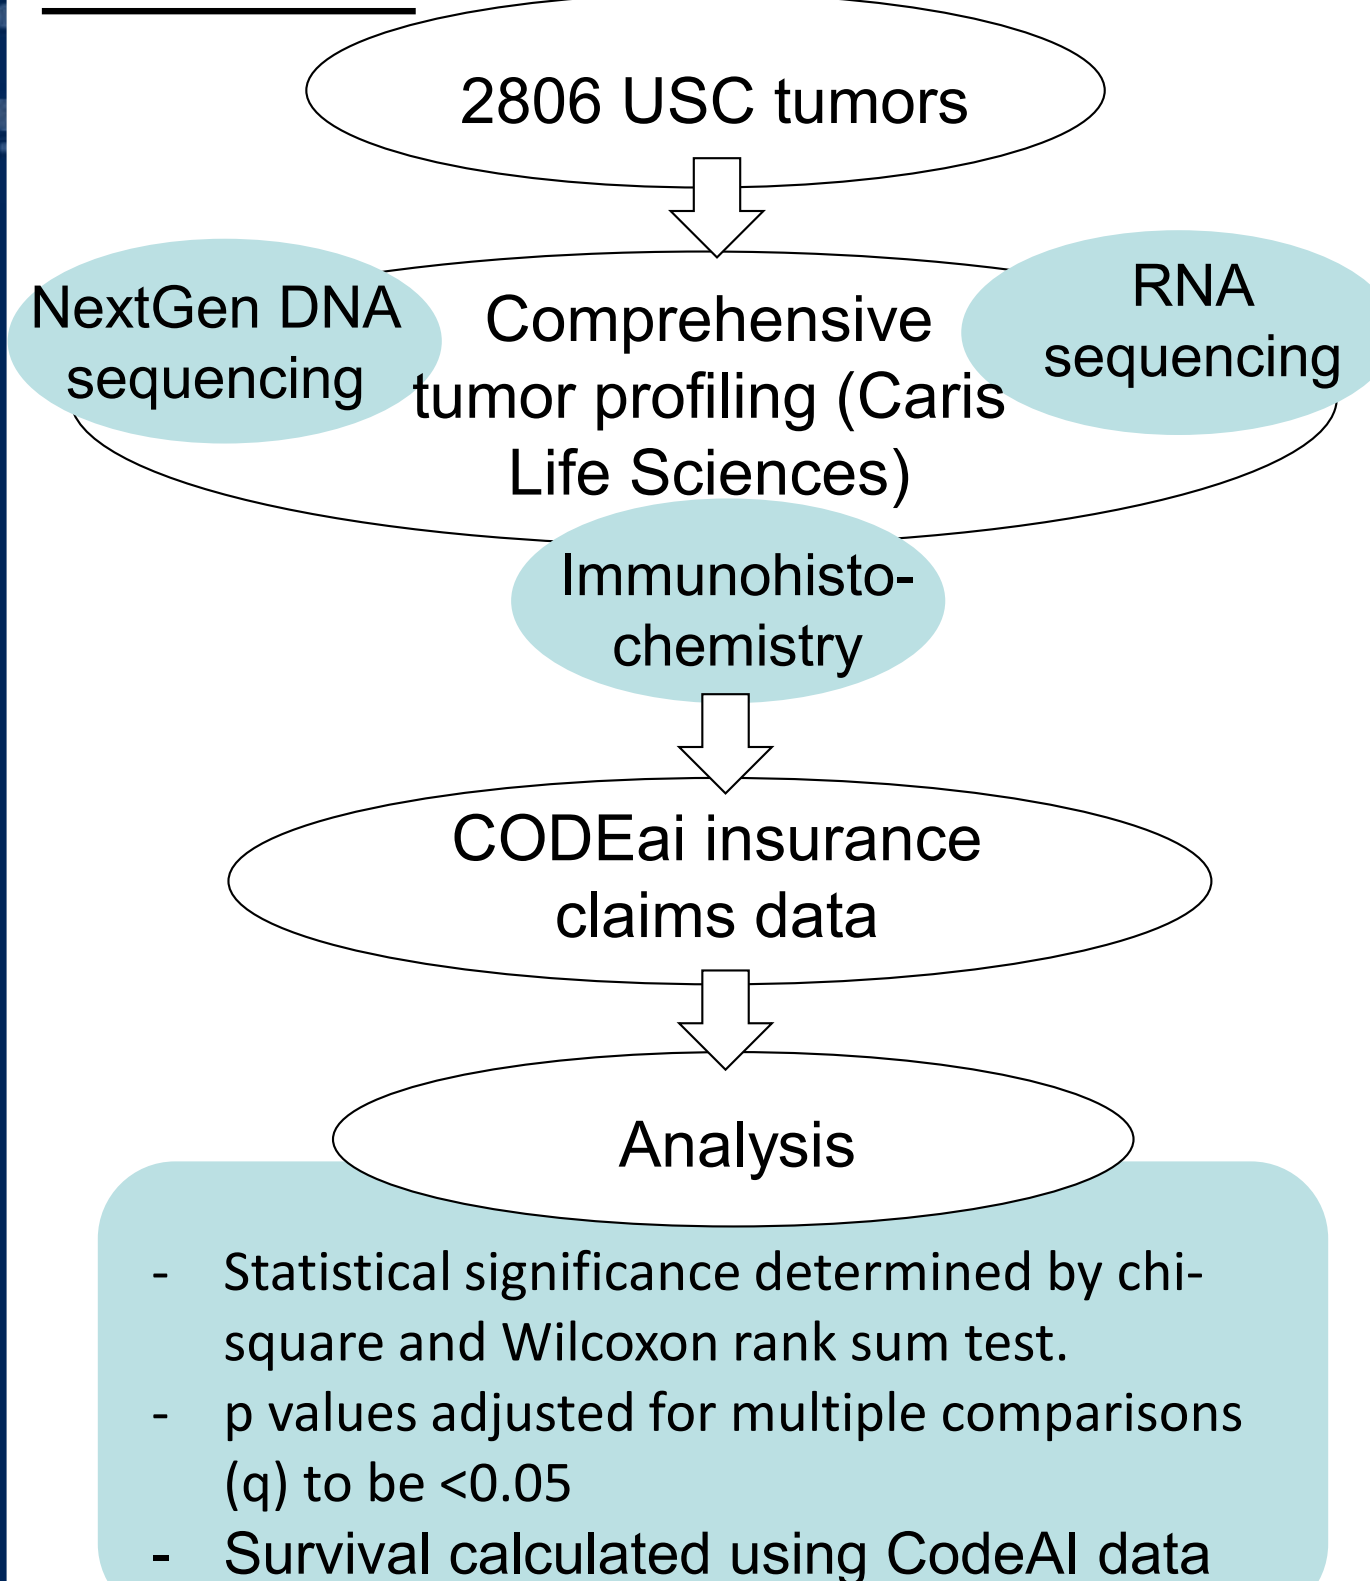 2806 USC tumors
NextGen DNA
sequencing
Comprehensive
tumor profiling (Caris
Life Sciences)
RNA
sequencing
Immunohisto-
chemistry
CODEai insurance
claims data
Analysis
- Statistical significance determined by chi-
square and Wilcoxon rank sum test.
- p values adjusted for multiple comparisons
(q) to be <0.05
- Survival calculated using CodeAI data